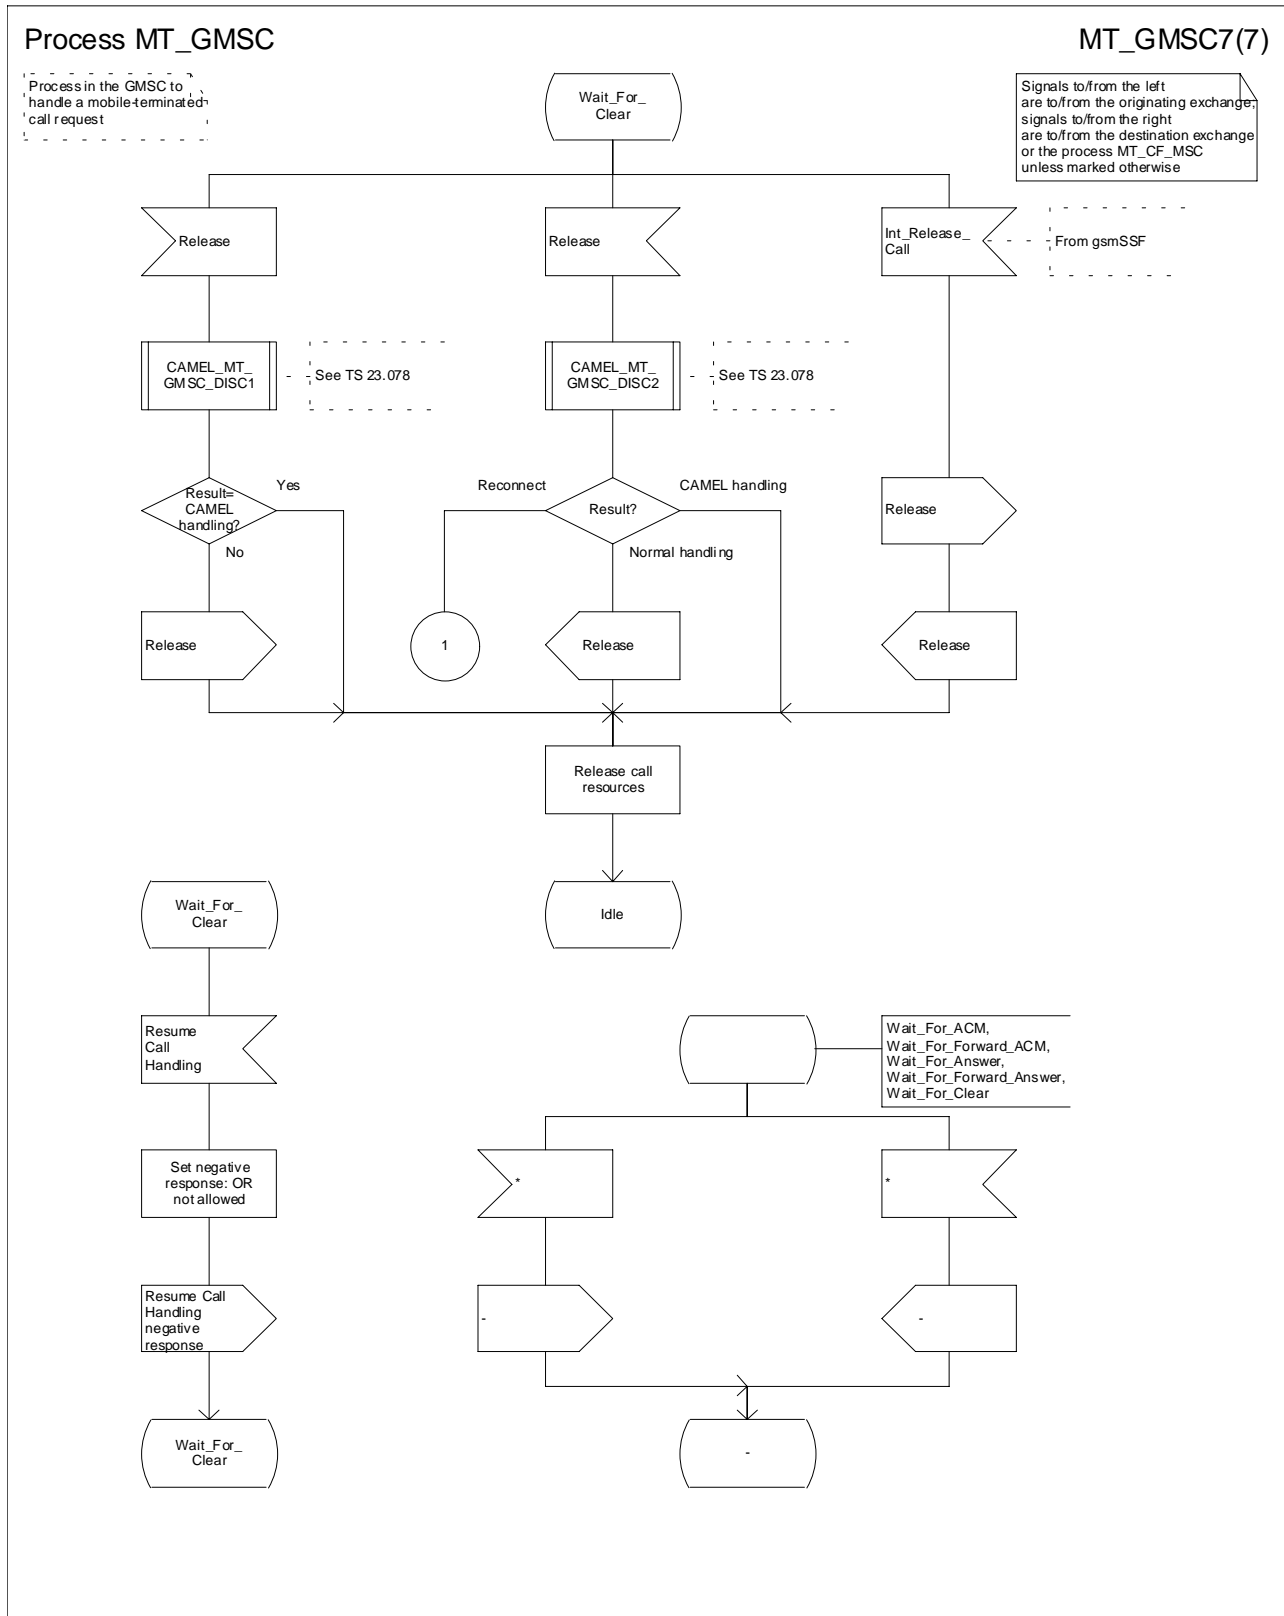 Process MT_GMSC
MT_GMSC7(7)
Process in the GMSC to
handle a mobile-terminated
call request
Signals to/from the left
are to/from the originating exchange;
signals to/from the right
are to/from the destination exchange
or the process MT_CF_MSC
unless marked otherwise
Wait_For_
Clear
Release
Release
Int_Release_
Call
From gsmSSF
CAMEL_MT_
GMSC_DISC1
See TS 23.078
CAMEL_MT_
GMSC_DISC2
See TS 23.078
Result=
CAMEL
handling?
Yes
No
Reconnect
Result?
CAMEL handling
Normal handling
Release
Release
1
Release
Release
Release call
resources
Idle
Wait_For_
Clear
Resume
Call
Handling
Set negative
response: OR
not allowed
Resume Call
Handling
negative
response
Wait_For_
Clear
Wait_For_ACM,
Wait_For_Forward_ACM,
Wait_For_Answer,
Wait_For_Forward_Answer,
Wait_For_Clear
*
*
-
-
-